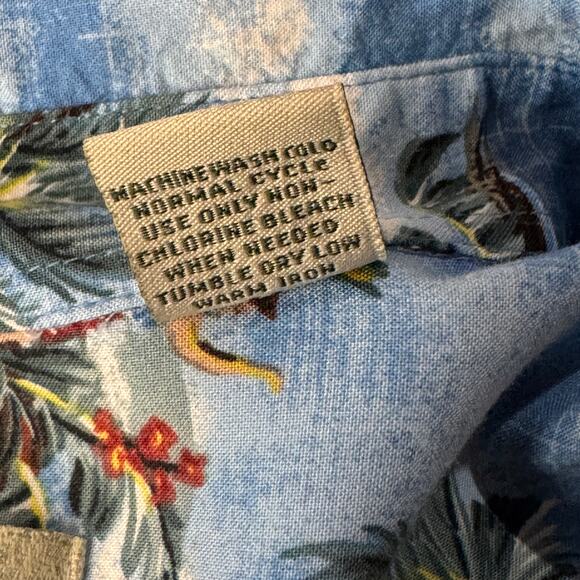 MACHINE WASH COLD
NORMAL CYCLE
USE ONLY NON-
CHLORINE BLEACH
WHEN NEEDED
TUMBLE DRY LOW
WARM IRON